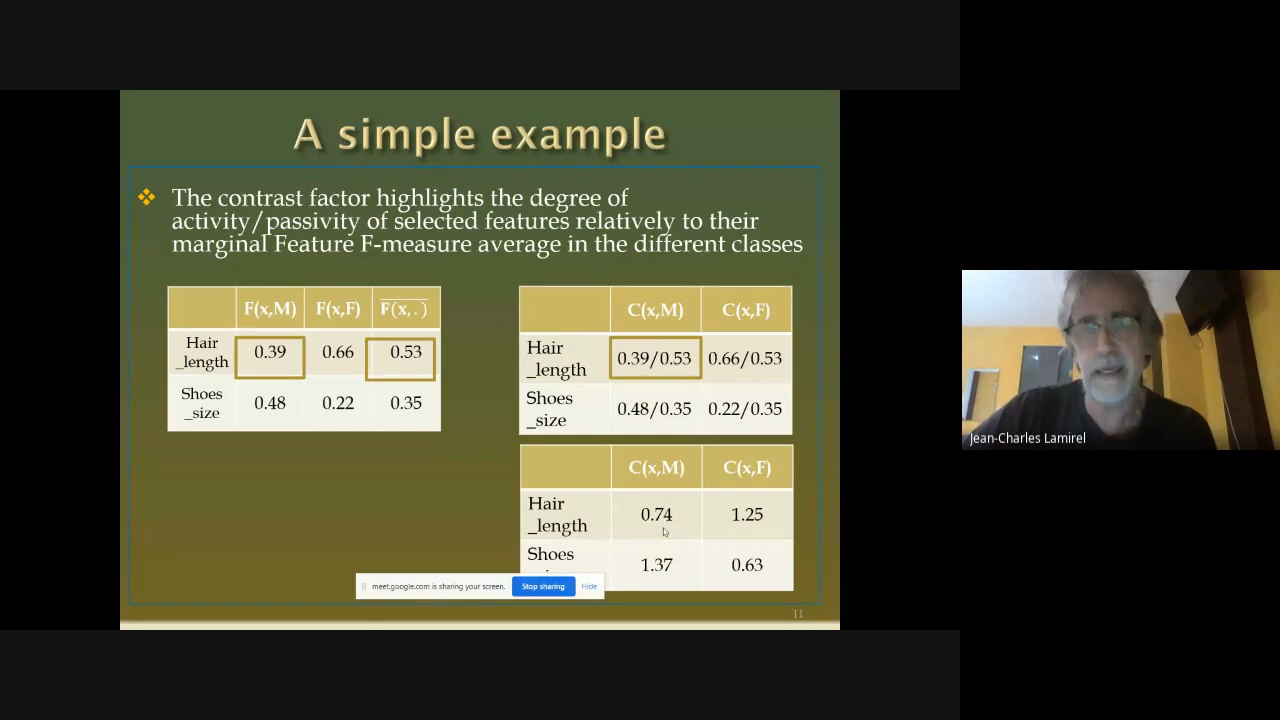 A simple example
The contrast factor highlights the degree of
activity/passivity of selected features relatively to their
marginal Feature F-measure average in the different classes
F(x,M) F(x,F) F(x, . )
Hair
_length 0.39 0.66 0.53
Shoes
_size 0.48 0.22 0.35
C(x,M) C(x,F)
Hair
_length 0.39/0.53 0.66/0.53
Shoes
_size 0.48/0.35 0.22/0.35
C(x,M) C(x,F)
Hair
_length 0.74 1.25
Shoes
1.37 0.63
meet.google.com is sharing your screen. Stop sharing Hide
11
Jean-Charles Lamirel